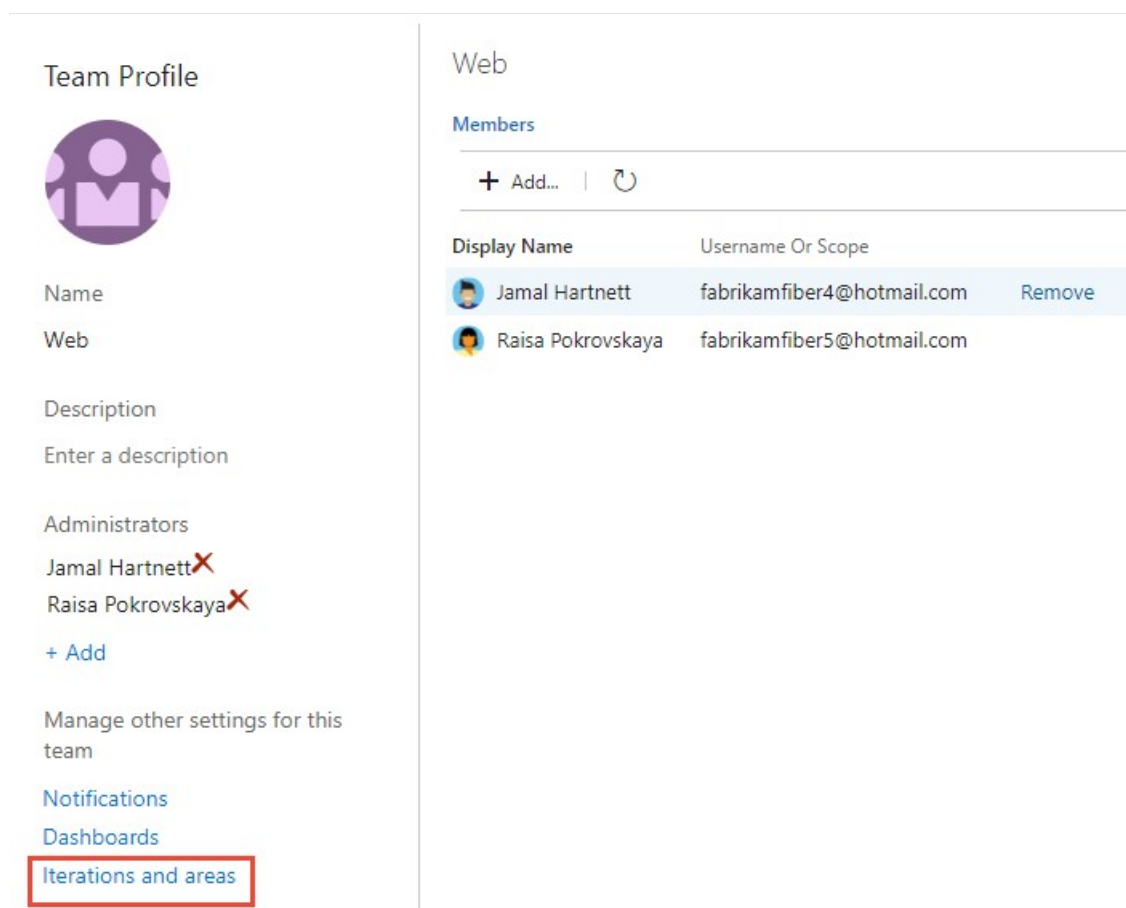 Team Profile
Name
Web
Description
Enter a description
Administrators
Jamal Hartnett
Raisa Pokrovskaya
+ Add
Manage other settings for this
team
Notifications
Dashboards
Iterations and areas
Web
Members
+ Add...
Display Name Username Or Scope
Jamal Hartnett fabrikamfiber4@hotmail.com Remove
Raisa Pokrovskaya fabrikamfiber5@hotmail.com